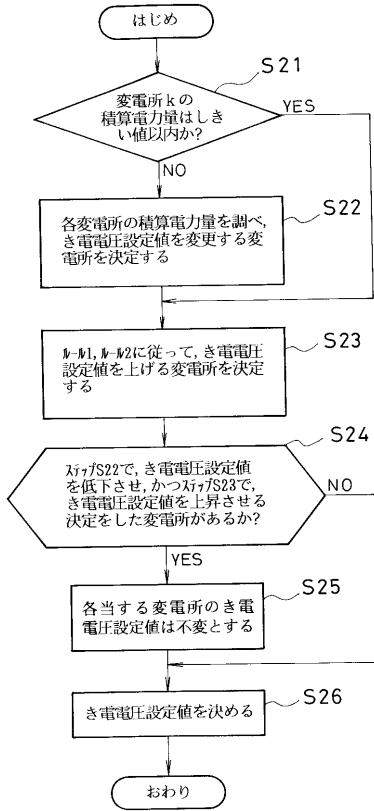 はじめ
S21
変電所kの
積算電力量はしき
い値以内か?
YES
NO
S22
各変電所の積算電力量を調べ,
き電電圧設定値を変更する変
電所を決定する
S23
ﾙｰﾙ1,ﾙｰﾙ2に従って,き電電圧
設定値を上げる変電所を決定
する
S24
ｽﾃｯﾌﾟS22で,き電電圧設定値
を低下させ,かつｽﾃｯﾌﾟS23で,
き電電圧設定値を上昇させる
決定をした変電所があるか?
NO
YES
S25
各当する変電所のき電
電圧設定値は不変とする
S26
き電電圧設定値を決める
おわり